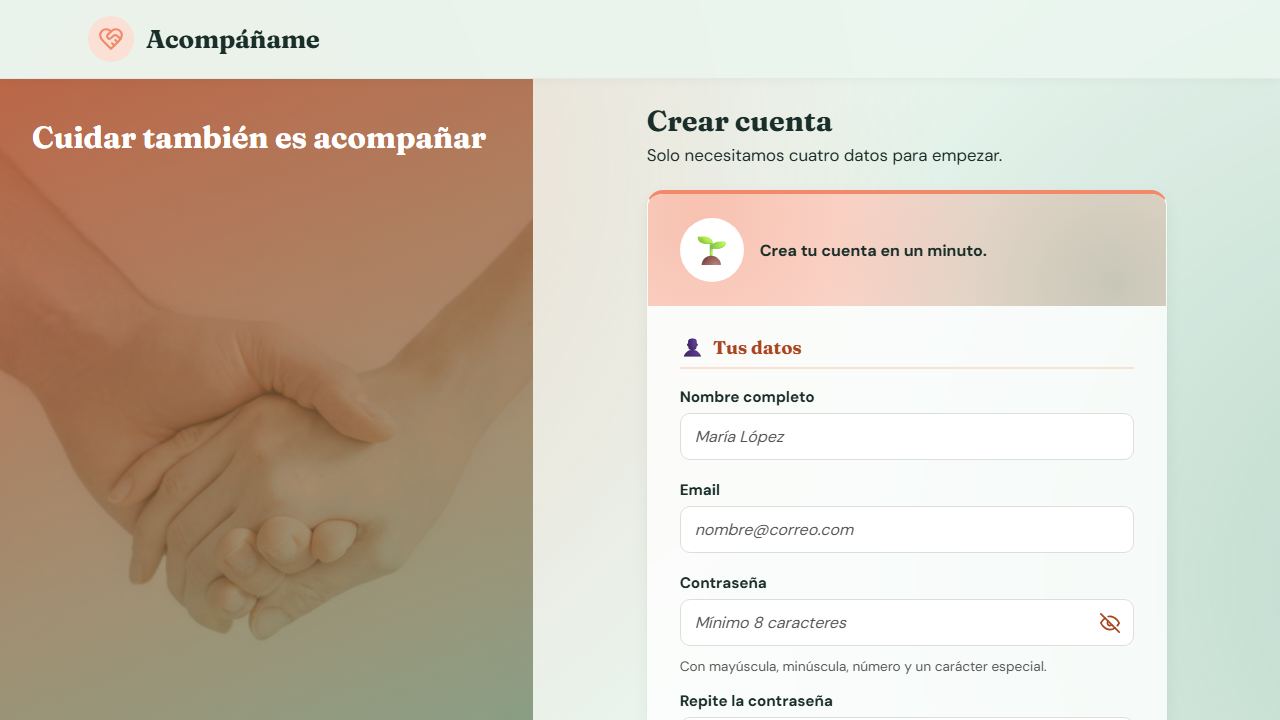 Acompáñame
Cuidar también es acompañar
Crear cuenta
Solo necesitamos cuatro datos para empezar.
Crea tu cuenta en un minuto.
Tus datos
Nombre completo
María López
Email
nombre@correo.com
Contraseña
Mínimo 8 caracteres
Con mayúscula, minúscula, número y un carácter especial.
Repite la contraseña